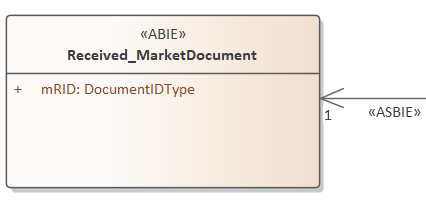 «ABIE»
Received_MarketDocument
+ mRID: DocumentIDType
1
«ASBIE»